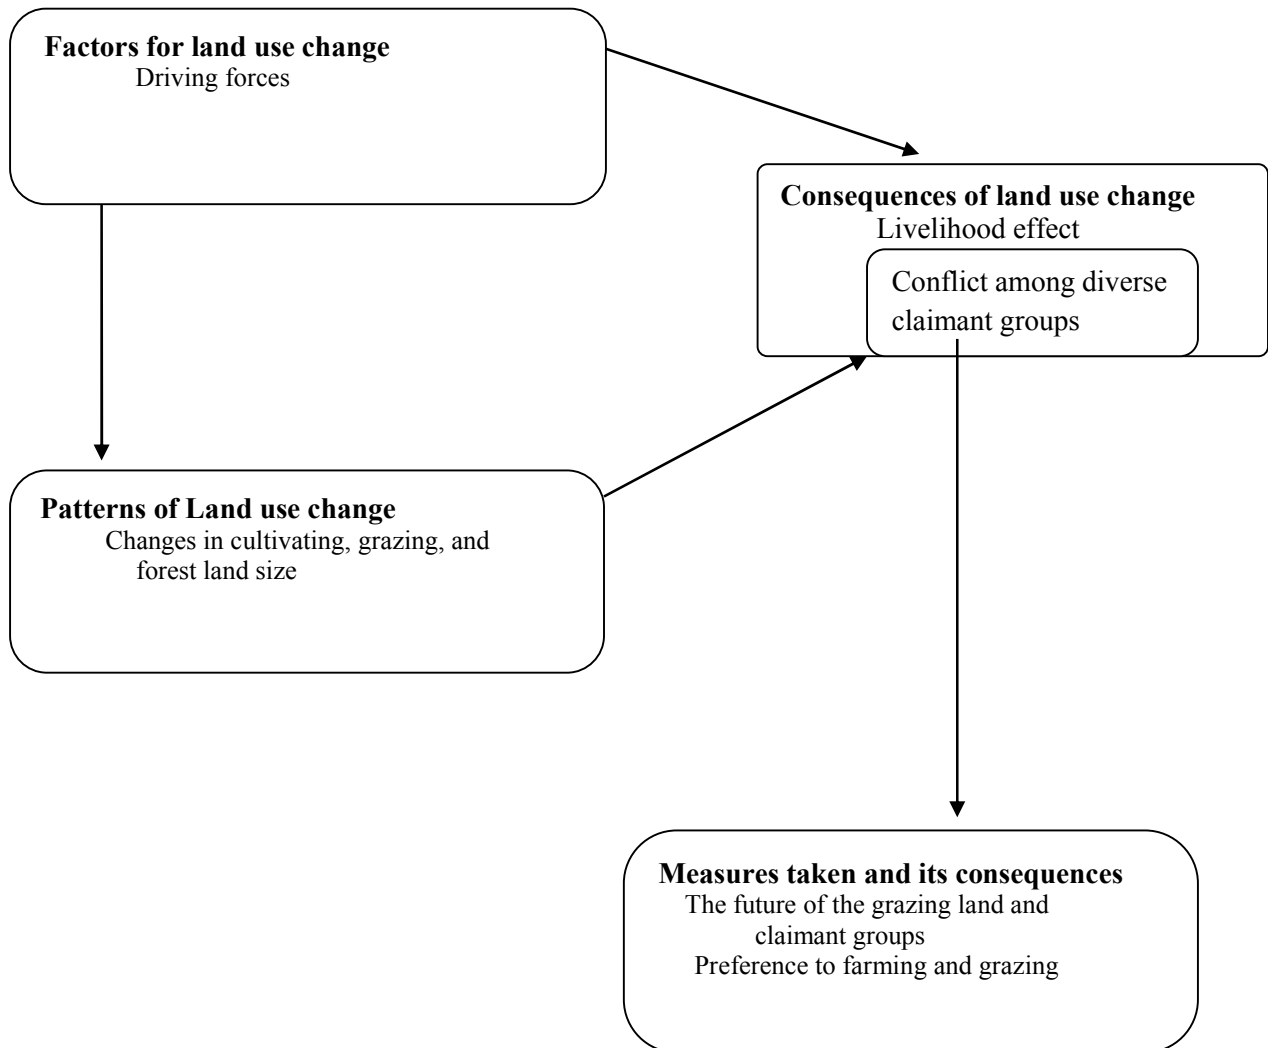 Factors for land use change
Driving forces
Consequences of land use change
Livelihood effect
Conflict among diverse
claimant groups
Patterns of Land use change
Changes in cultivating, grazing, and
forest land size
Measures taken and its consequences
The future of the grazing land and
claimant groups
Preference to farming and grazing